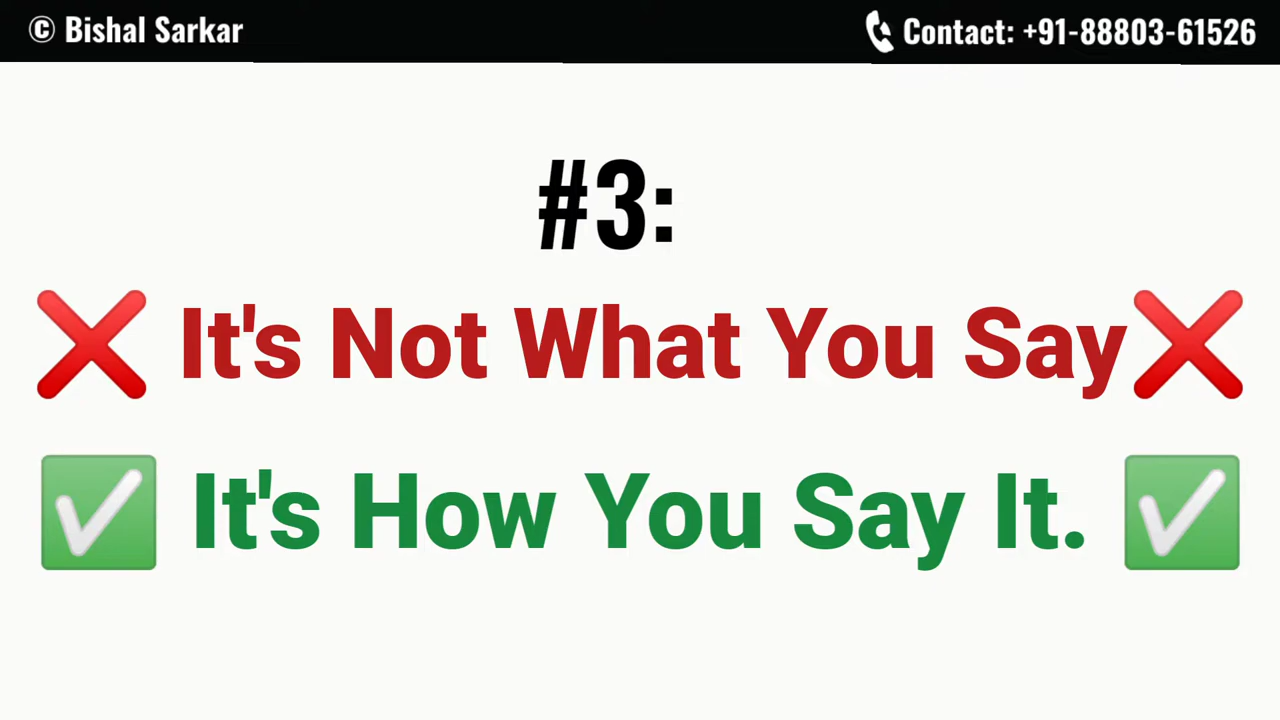 © Bishal Sarkar
Contact: +91-88803-61526
#3:
❌ It's Not What You Say❌
✅ It's How You Say It. ✅